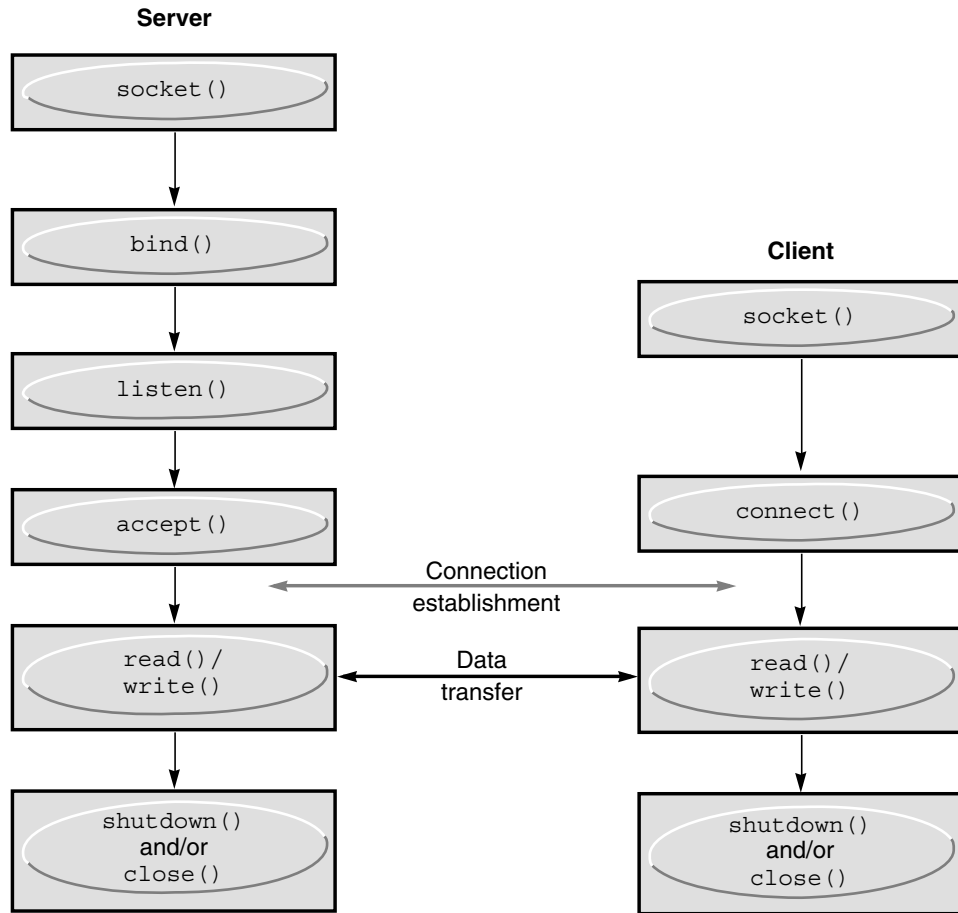 Server
socket()
bind()
listen()
accept()
read()/
write()
shutdown()
and/or
close()
Client
socket()
connect()
read()/
write()
shutdown()
and/or
close()
Connection
establishment
Data
transfer